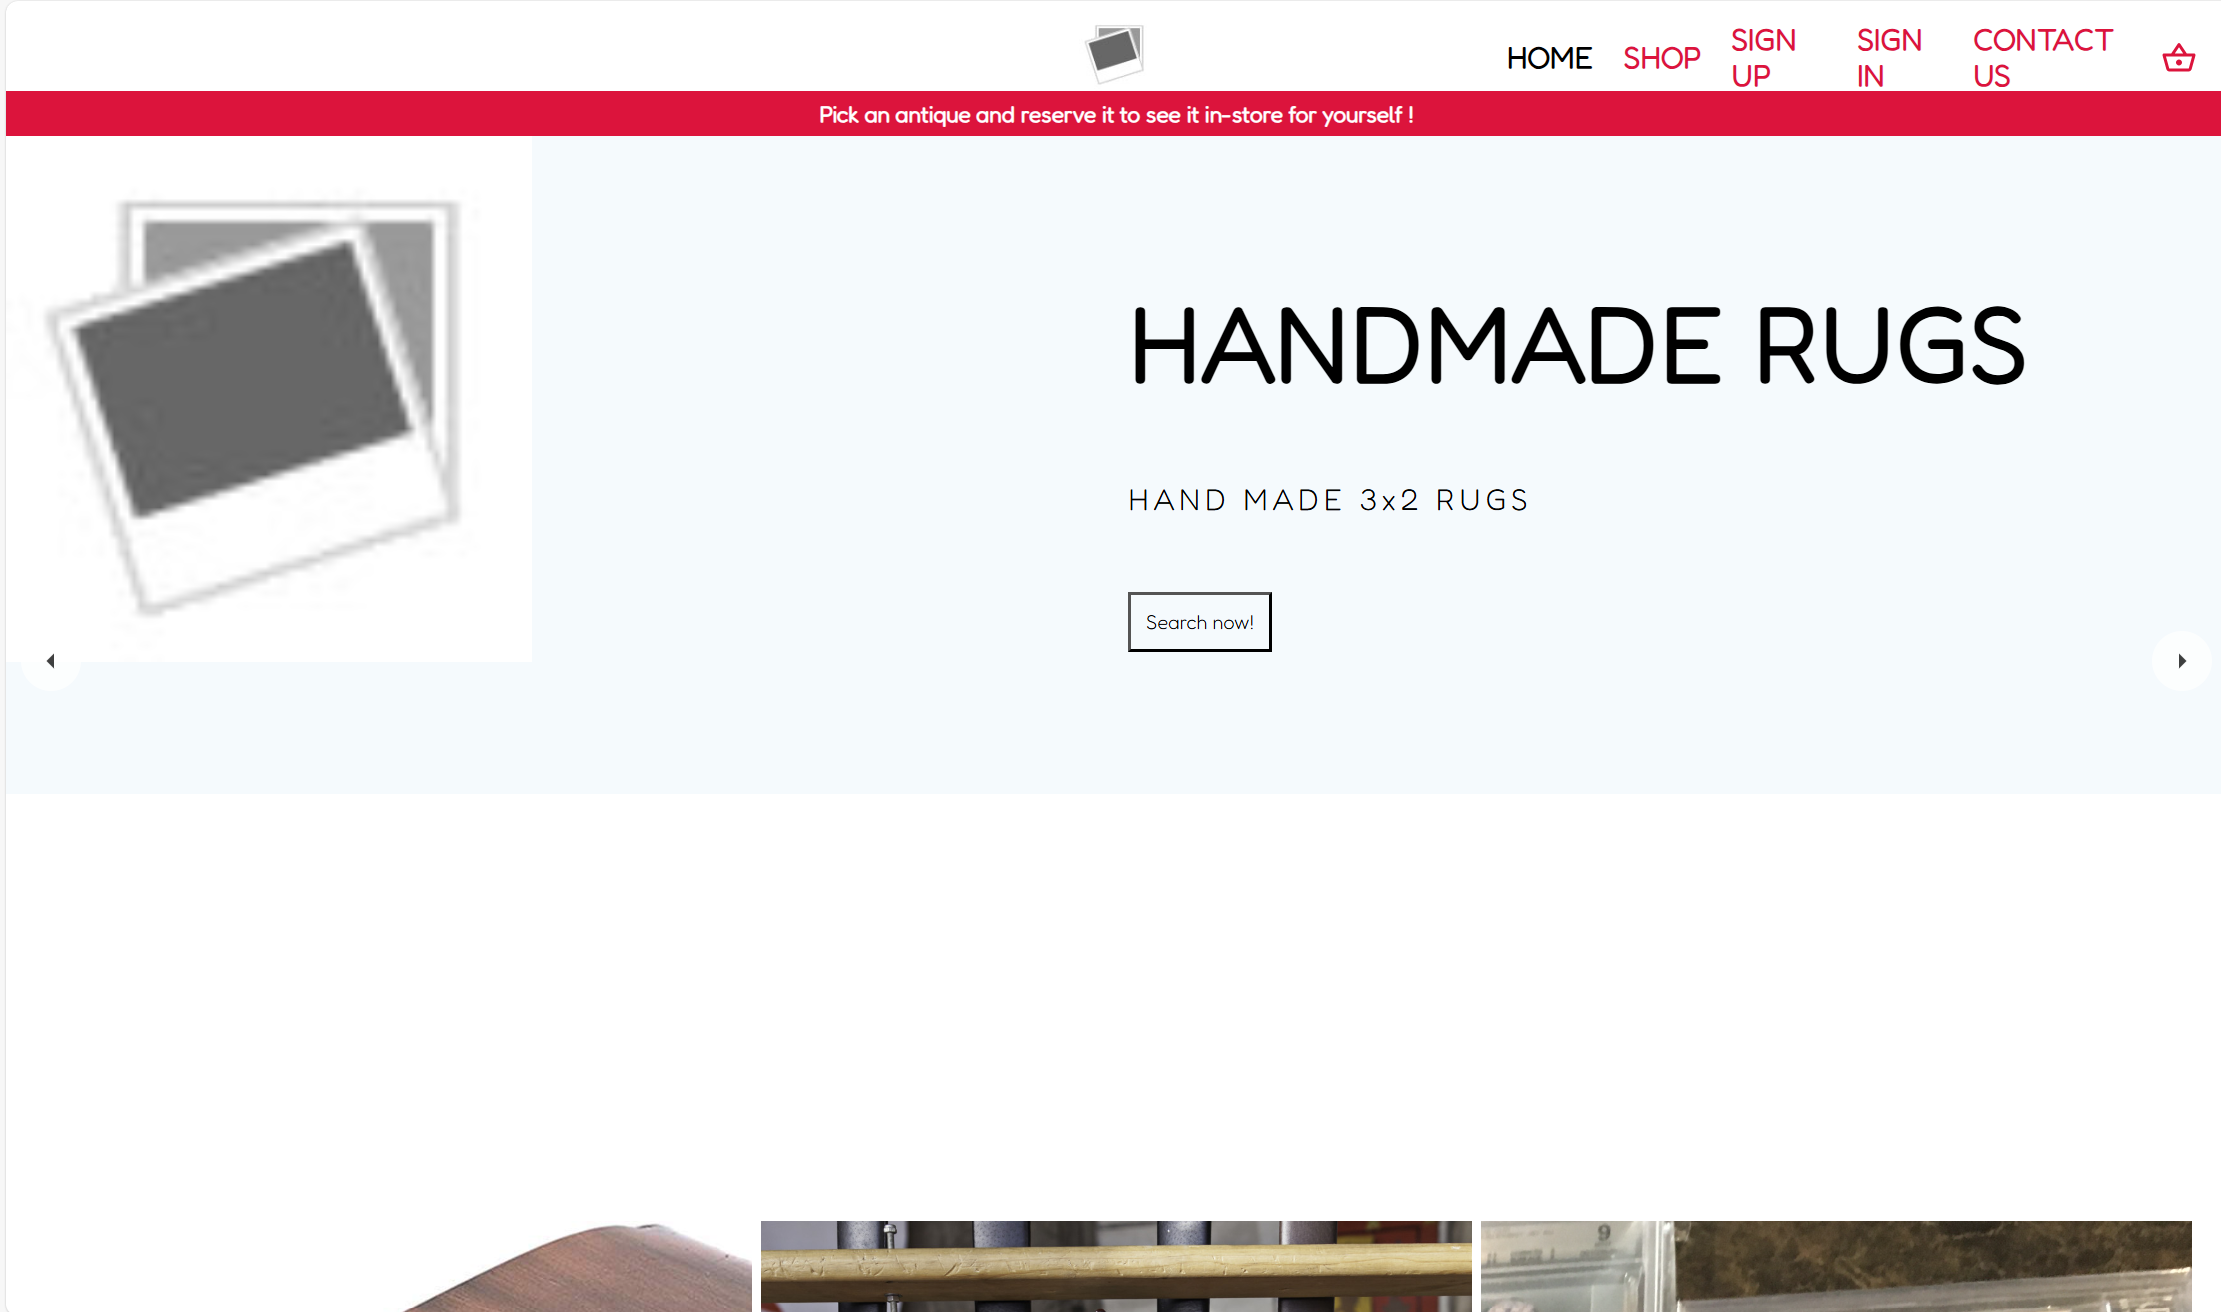 HOME
SHOP
SIGN
UP
SIGN
IN
CONTACT
US
Pick an antique and reserve it to see it in-store for yourself !
HANDMADE RUGS
HAND MADE 3x2 RUGS
Search now!
9